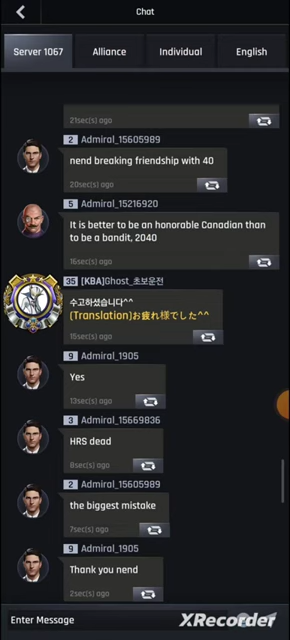 Chat
Server 1067
Alliance
Individual
English
21sec(s) ago
2 Admiral_15605989
nend breaking friendship with 40
20sec(s) ago
5 Admiral_15216920
It is better to be an honorable Canadian than
to be a bandit, 2040
16sec(s) ago
35 [KBA]Ghost_초보운전
수고하셨습니다^^
(Translation)お疲れ様でした^^
15sec(s) ago
9 Admiral_1905
Yes
13sec(s) ago
3 Admiral_15669836
HRS dead
8sec(s) ago
2 Admiral_15605989
the biggest mistake
7sec(s) ago
9 Admiral_1905
Thank you nend
2sec(s) ago
Enter Message
XRecorder